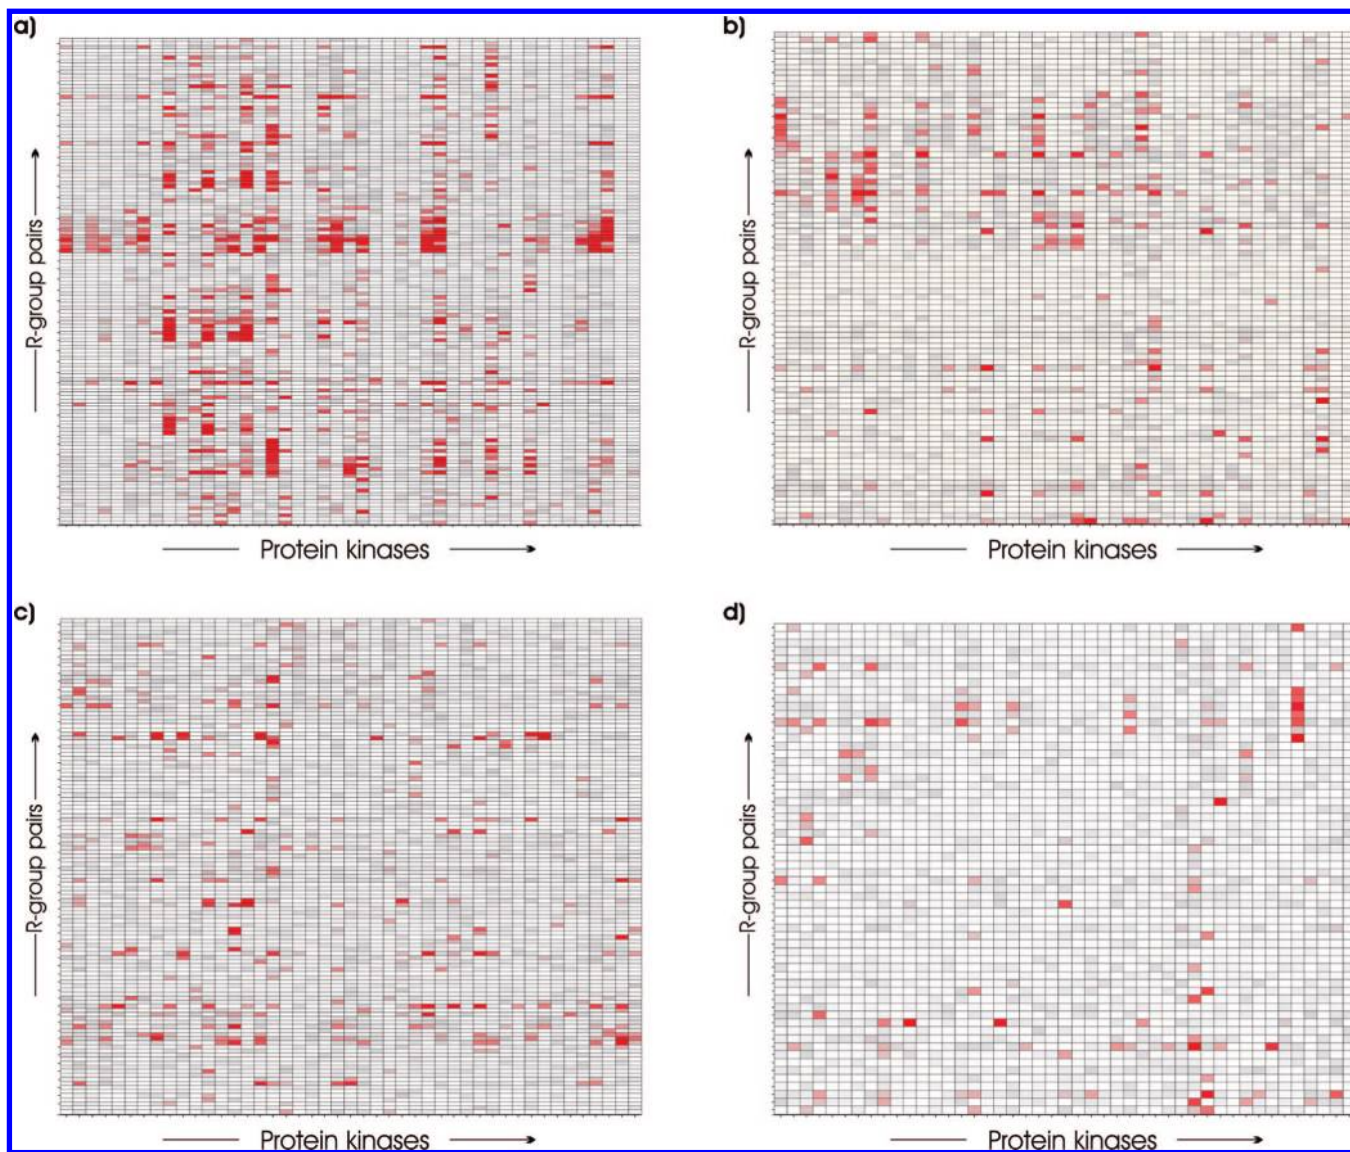 a)
b)
R-group pairs
R-group pairs
Protein kinases
Protein kinases
c)
d)
R-group pairs
R-group pairs
Protein kinases
Protein kinases